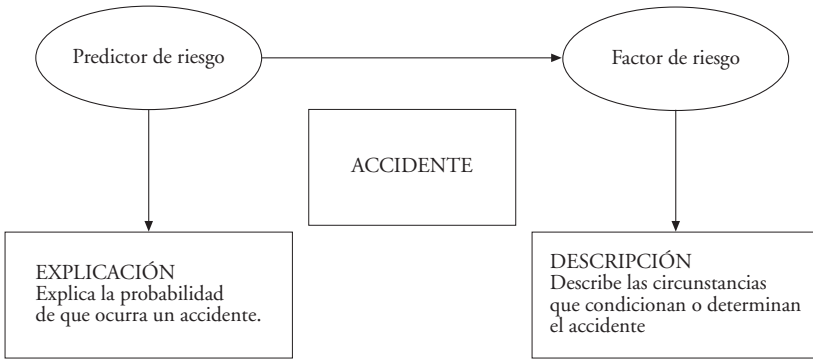 Predictor de riesgo
Factor de riesgo
ACCIDENTE
EXPLICACIÓN
Explica la probabilidad
de que ocurra un accidente.
DESCRIPCIÓN
Describe las circunstancias
que condicionan o determinan
el accidente